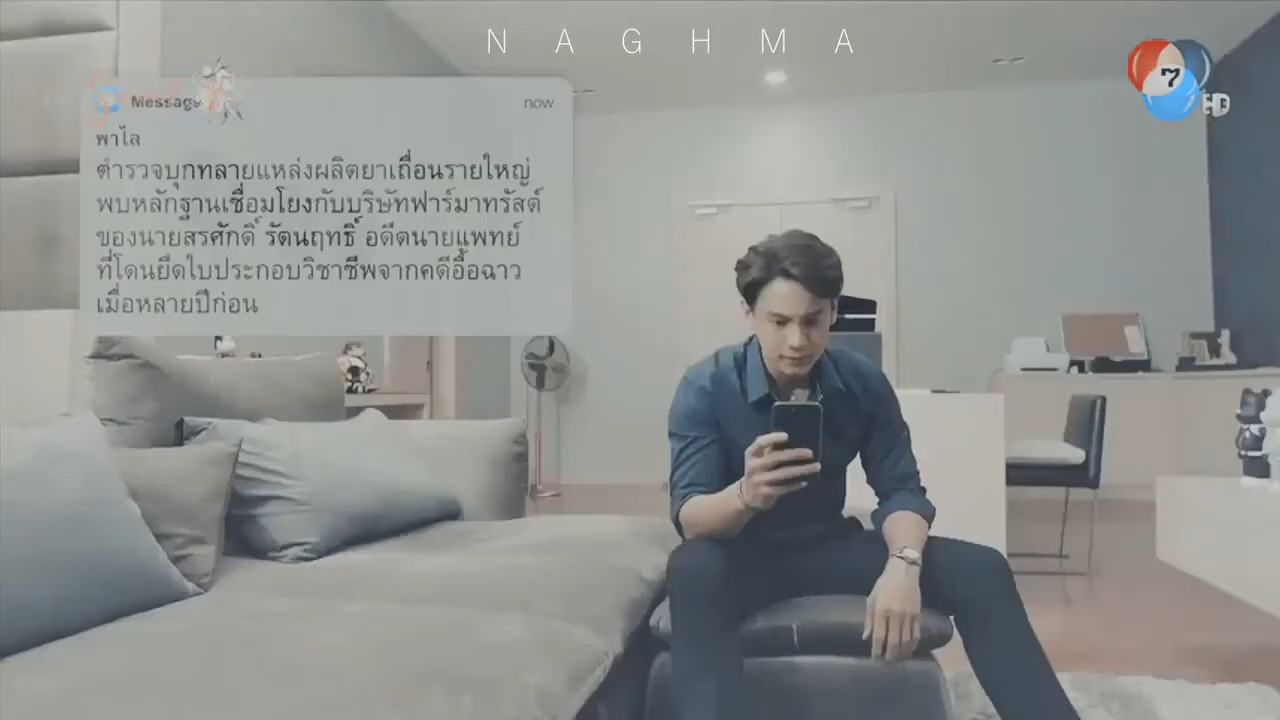 NAGHMA
7
HD
Message
now
พาไล
ตำรวจบุกทลายแหล่งผลิตยาเถื่อนรายใหญ่
พบหลักฐานเชื่อมโยงกับบริษัทฟาร์มาทรัสต์
ของนายสรศักดิ์ รัตนฤทธิ์ อดีตนายแพทย์
ที่โดนยึดใบประกอบวิชาชีพจากคดีอื้อฉาว
เมื่อหลายปีก่อน